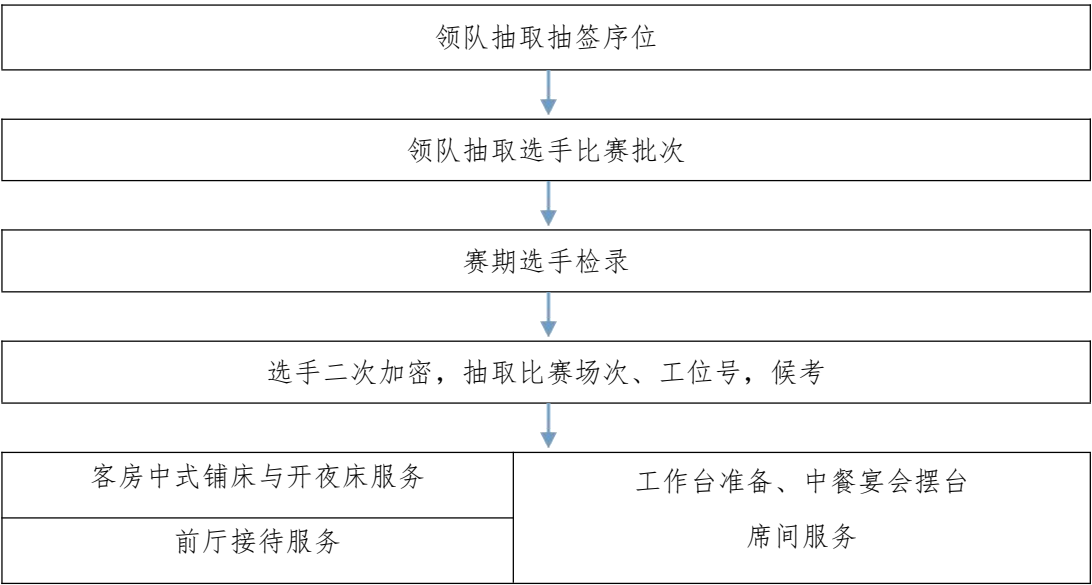 领队抽取抽签序位
领队抽取选手比赛批次
赛期选手检录
选手二次加密，抽取比赛场次、工位号，候考
客房中式铺床与开夜床服务
前厅接待服务
工作台准备、中餐宴会摆台
席间服务